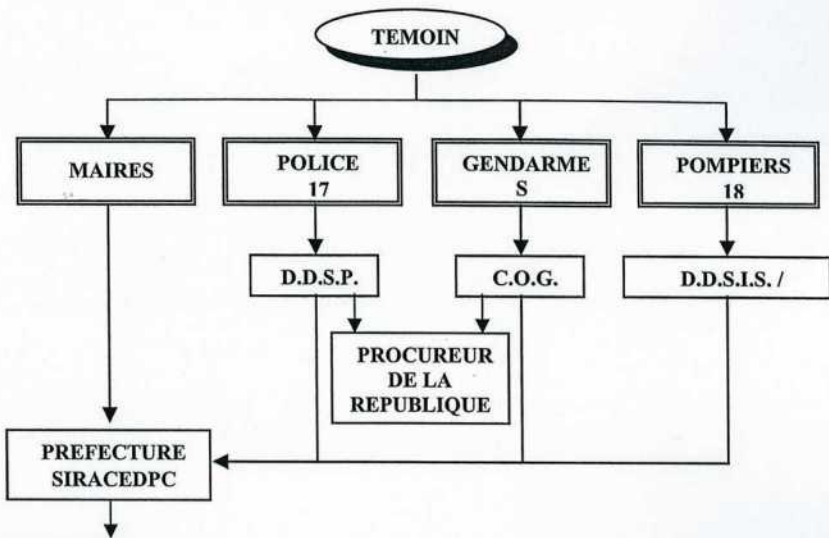 TEMOIN
MAIRES
POLICE
17
GENDARME
S
POMPIERS
18
D.D.S.P.
C.O.G.
D.D.S.I.S. /
PROCUREUR
DE LA
REPUBLIQUE
PREFECTURE
SIRACEDPC